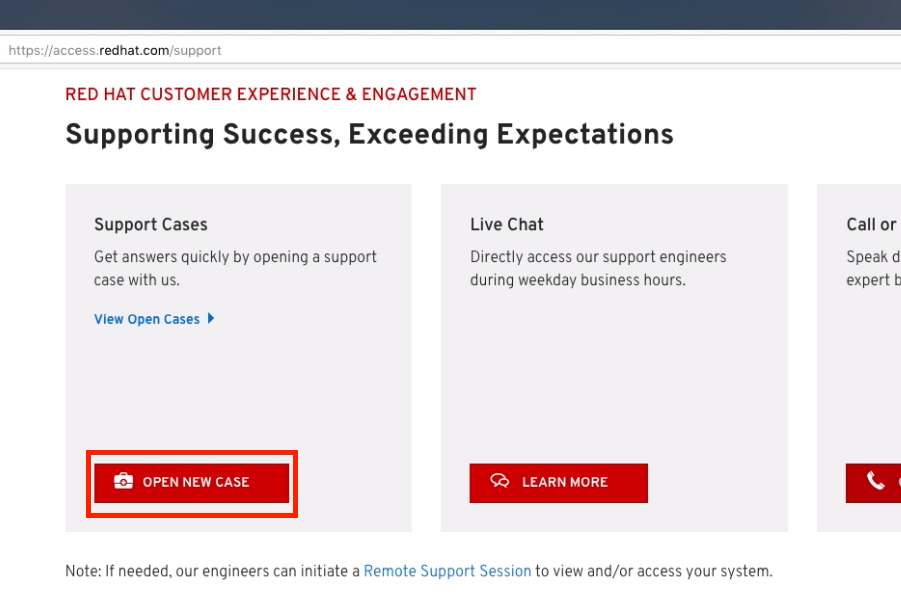 https://access.redhat.com/support
RED HAT CUSTOMER EXPERIENCE & ENGAGEMENT
Supporting Success, Exceeding Expectations
Support Cases
Get answers quickly by opening a support
case with us.
View Open Cases
OPEN NEW CASE
Live Chat
Directly access our support engineers
during weekday business hours.
LEARN MORE
Call or
Speak
expert
Note: If needed, our engineers can initiate a Remote Support Session to view and/or access your system.